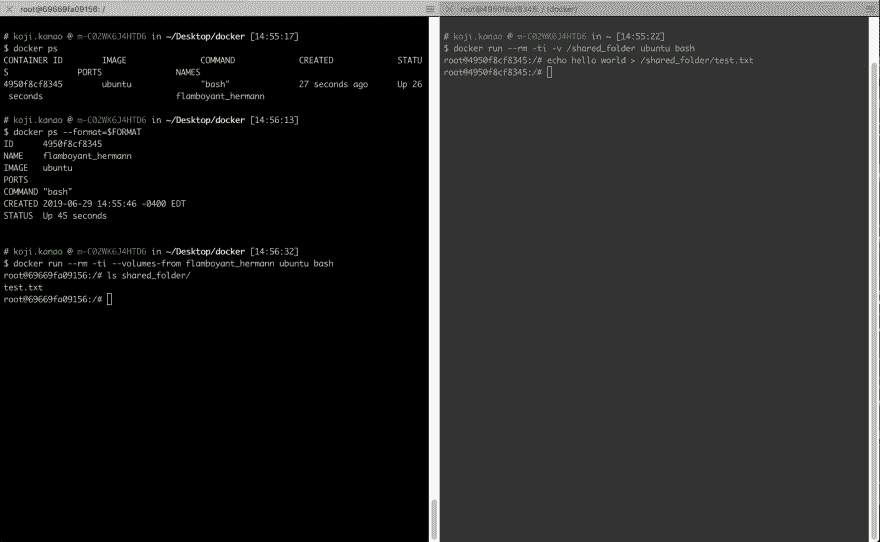 root@69669fa09156: /
# koji.kanao @ m-C02WK6J4HTD6 in ~/Desktop/docker [14:55:17]
$ docker ps
CONTAINER ID        IMAGE               COMMAND             CREATED             STATU
S              PORTS               NAMES
4950f8cf8345        ubuntu              "bash"              27 seconds ago      Up 26
 seconds                           flamboyant_hermann
# koji.kanao @ m-C02WK6J4HTD6 in ~/Desktop/docker [14:56:13]
$ docker ps --format=$FORMAT
ID      4950f8cf8345
NAME    flamboyant_hermann
IMAGE   ubuntu
PORTS
COMMAND "bash"
CREATED 2019-06-29 14:55:46 -0400 EDT
STATUS  Up 45 seconds
# koji.kanao @ m-C02WK6J4HTD6 in ~/Desktop/docker [14:56:32]
$ docker run --rm -ti --volumes-from flamboyant_hermann ubuntu bash
root@69669fa09156:/# ls shared_folder/
test.txt
root@69669fa09156:/#
root@4950f8cf8345: / (docker)
# koji.kanao @ m-C02WK6J4HTD6 in ~ [14:55:22]
$ docker run --rm -ti -v /shared_folder ubuntu bash
root@4950f8cf8345:/# echo hello world > /shared_folder/test.txt
root@4950f8cf8345:/#